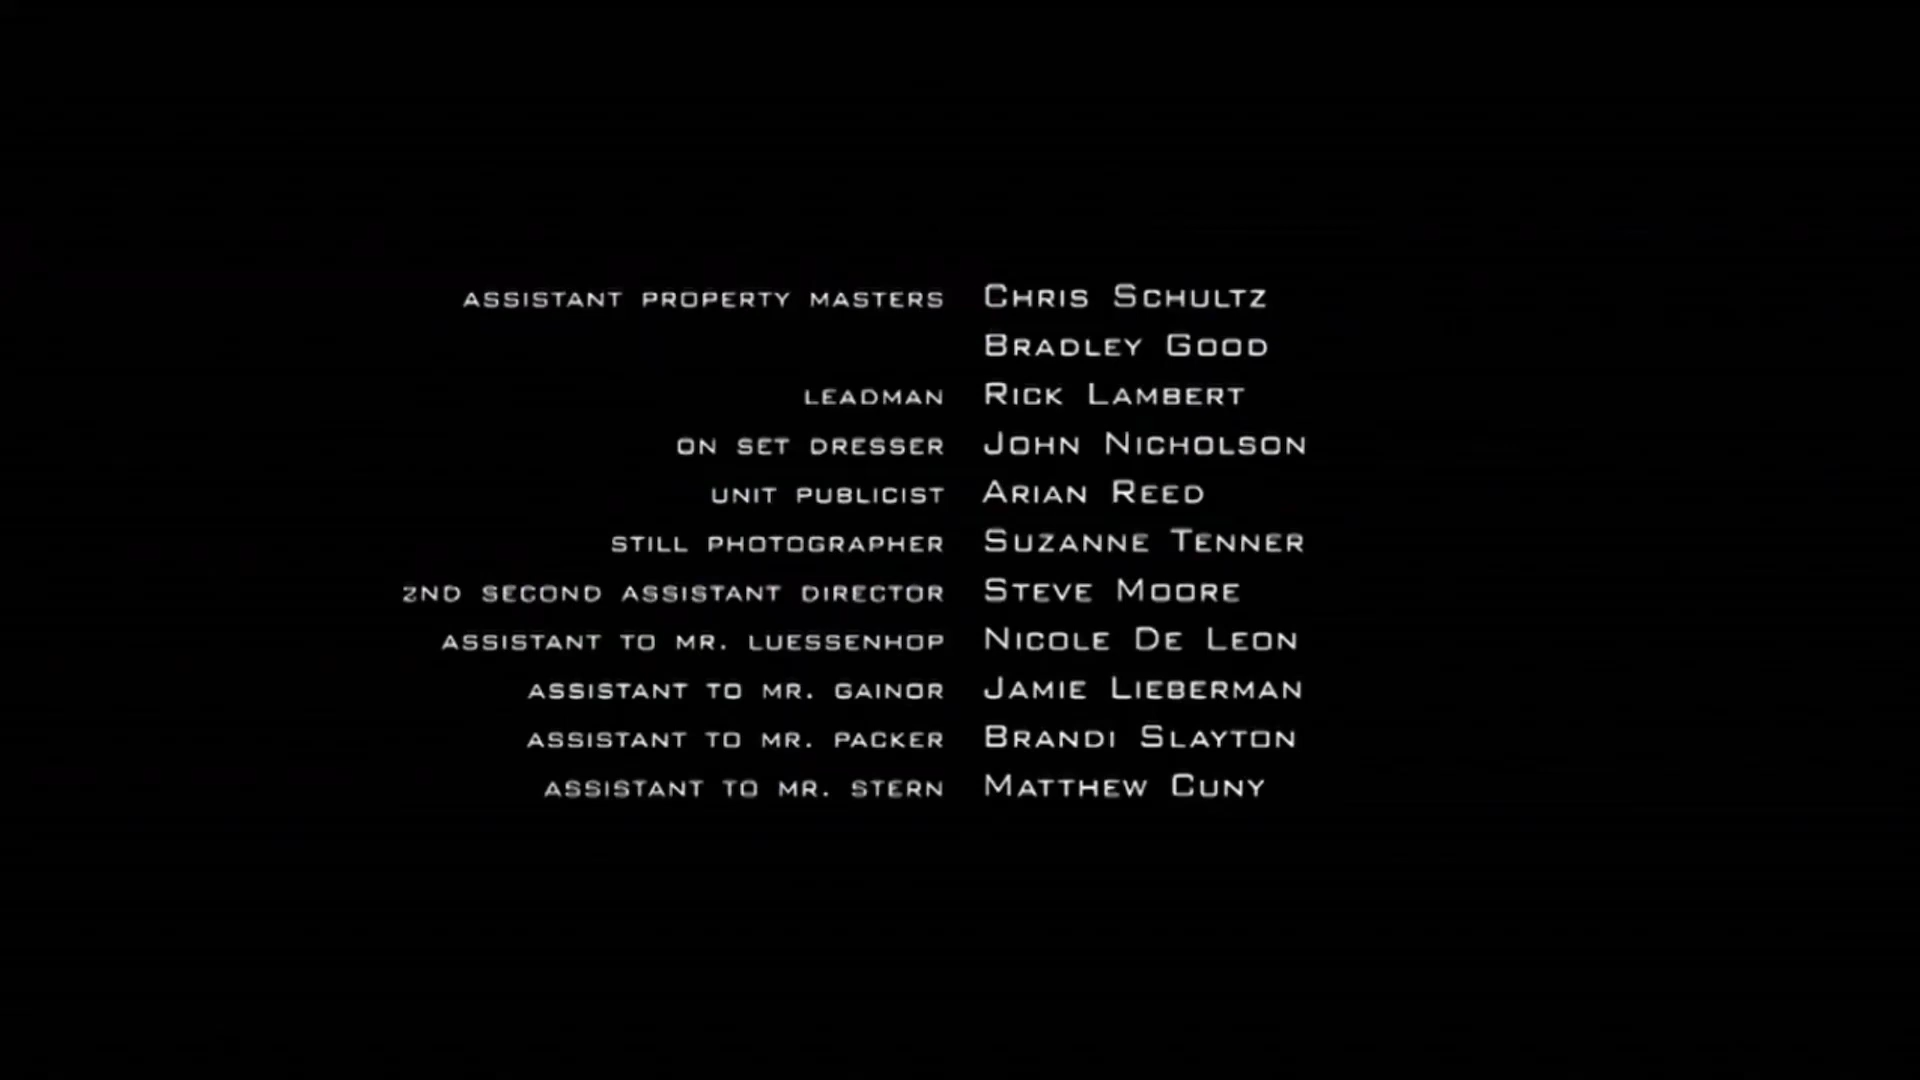 ASSISTANT PROPERTY MASTERS CHRIS SCHULTZ
BRADLEY GOOD
LEADMAN RICK LAMBERT
ON SET DRESSER JOHN NICHOLSON
UNIT PUBLICIST ARIAN REED
STILL PHOTOGRAPHER SUZANNE TENNER
2ND SECOND ASSISTANT DIRECTOR STEVE MOORE
ASSISTANT TO MR. LUESSENHOP NICOLE DE LEON
ASSISTANT TO MR. GAINOR JAMIE LIEBERMAN
ASSISTANT TO MR. PACKER BRANDI SLAYTON
ASSISTANT TO MR. STERN MATTHEW CUNY